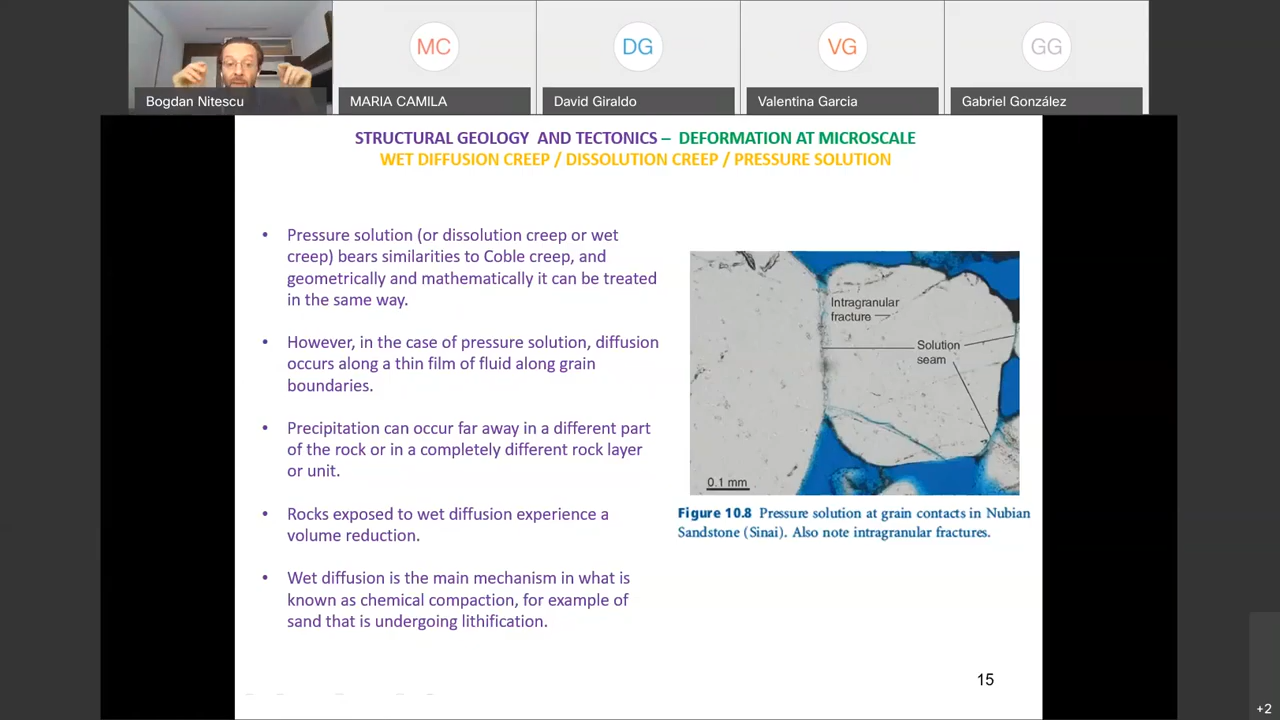 MC
DG
VG
GG
Bogdan Nitescu
MARIA CAMILA
David Giraldo
Valentina Garcia
Gabriel González
STRUCTURAL GEOLOGY AND TECTONICS – DEFORMATION AT MICROSCALE
WET DIFFUSION CREEP / DISSOLUTION CREEP / PRESSURE SOLUTION
• Pressure solution (or dissolution creep or wet
creep) bears similarities to Coble creep, and
geometrically and mathematically it can be treated
in the same way.
• However, in the case of pressure solution, diffusion
occurs along a thin film of fluid along grain
boundaries.
• Precipitation can occur far away in a different part
of the rock or in a completely different rock layer
or unit.
• Rocks exposed to wet diffusion experience a
volume reduction.
• Wet diffusion is the main mechanism in what is
known as chemical compaction, for example of
sand that is undergoing lithification.
Intragranular
fracture
Solution
seam
0.1 mm
Figure 10.8 Pressure solution at grain contacts in Nubian
Sandstone (Sinai). Also note intragranular fractures.
15
+2